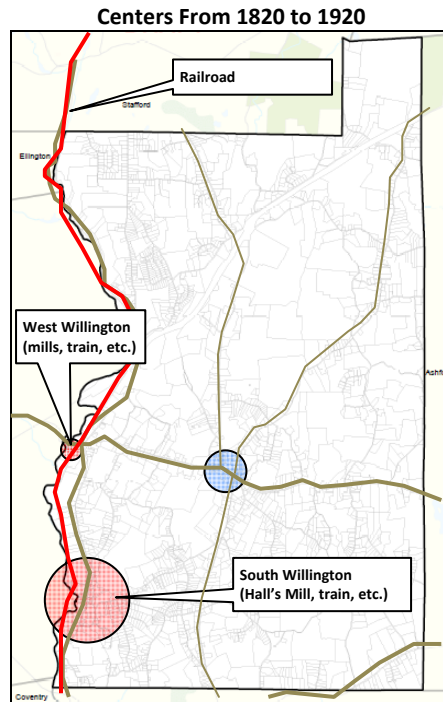 Centers From 1820 to 1920
Railroad
Stafford
Ellington
West Willington
(mills, train, etc.)
Ashf
South Willington
(Hall's Mill, train, etc.)
Coventry